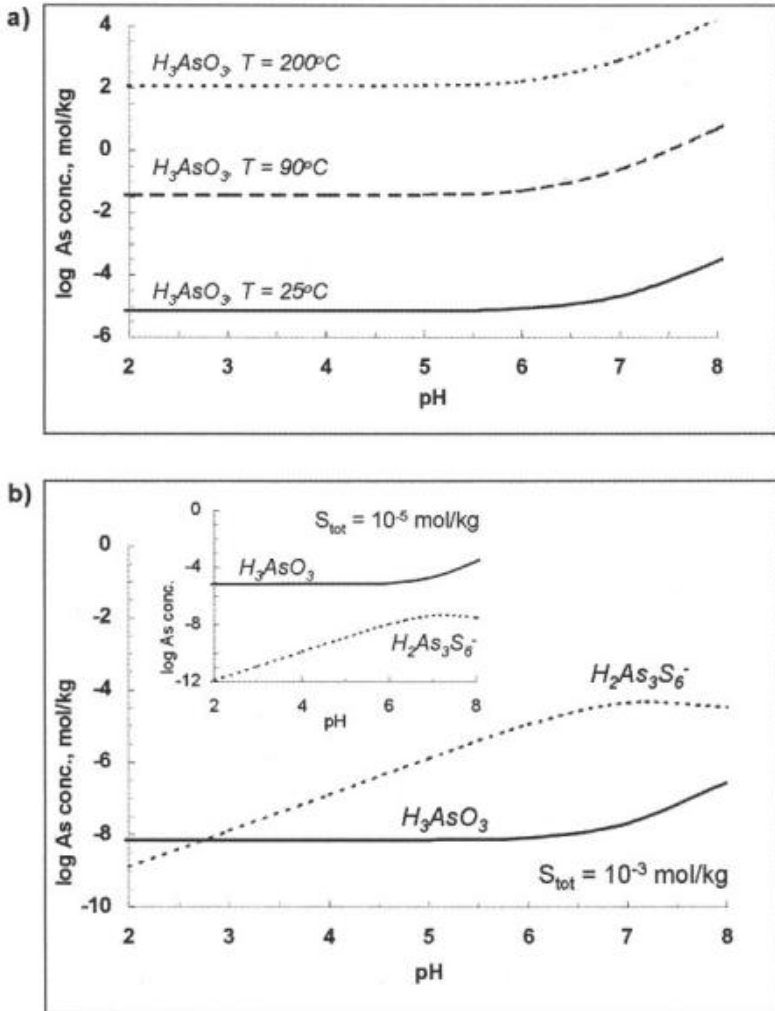 a)
4
2
0
-2
-4
-6
log As conc., mol/kg
H₃AsO₃, T = 200°C
H₃AsO₃, T = 90°C
H₃AsO₃, T = 25°C
2 3 4 5 6 7 8
pH
b)
0
-2
-4
-6
-8
-10
log As conc., mol/kg
0
-4
-8
-12
log As conc.
S_tot = 10⁻⁵ mol/kg
H₃AsO₃
H₂As₃S₆⁻
2 4 6 8
pH
H₂As₃S₆⁻
H₃AsO₃
S_tot = 10⁻³ mol/kg
2 3 4 5 6 7 8
pH